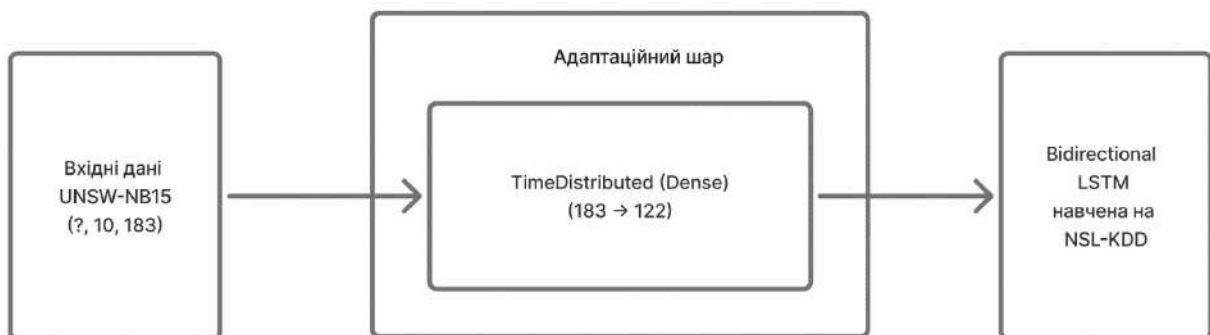 Адаптаційний шар
Вхідні дані
UNSW-NB15
(?, 10, 183)
TimeDistributed (Dense)
(183 → 122)
Bidirectional
LSTM
навчена на
NSL-KDD